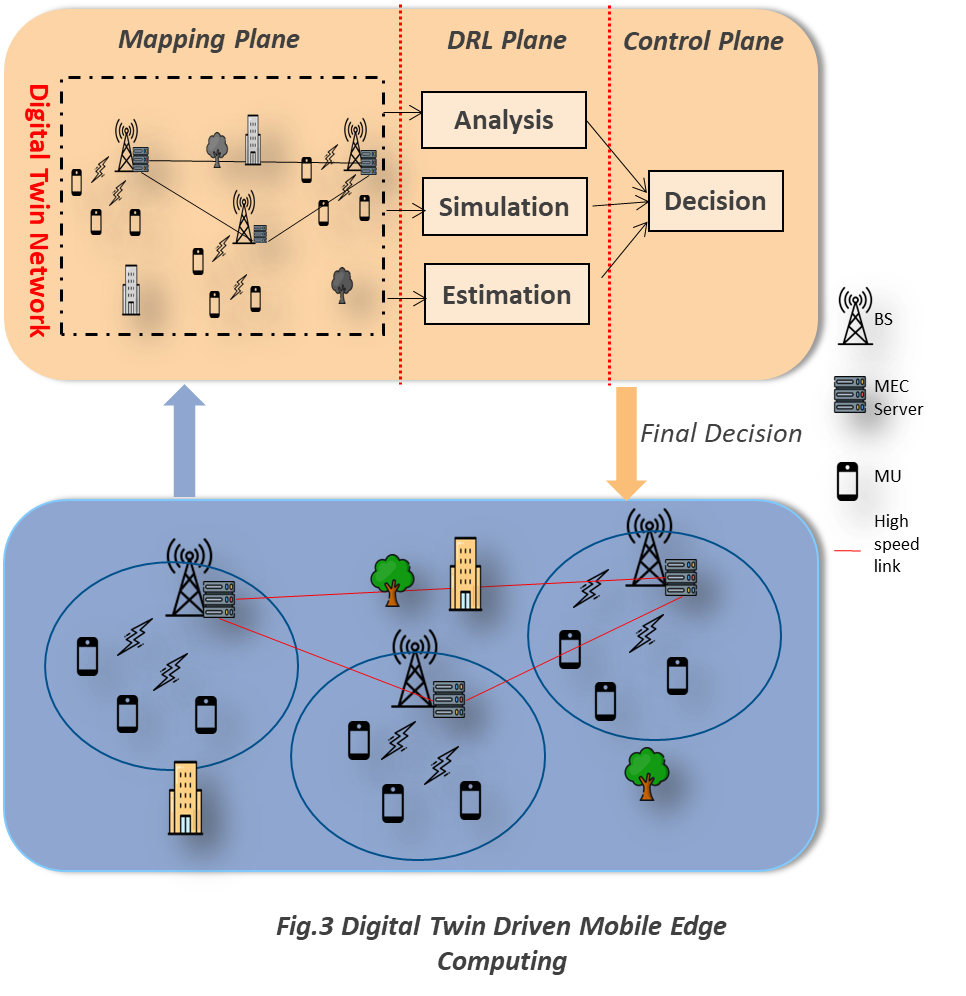 Mapping Plane
DRL Plane
Control Plane
Digital Twin Network
Analysis
Simulation
Estimation
Decision
Final Decision
BS
MEC
Server
MU
High
speed
link
Fig.3 Digital Twin Driven Mobile Edge
Computing